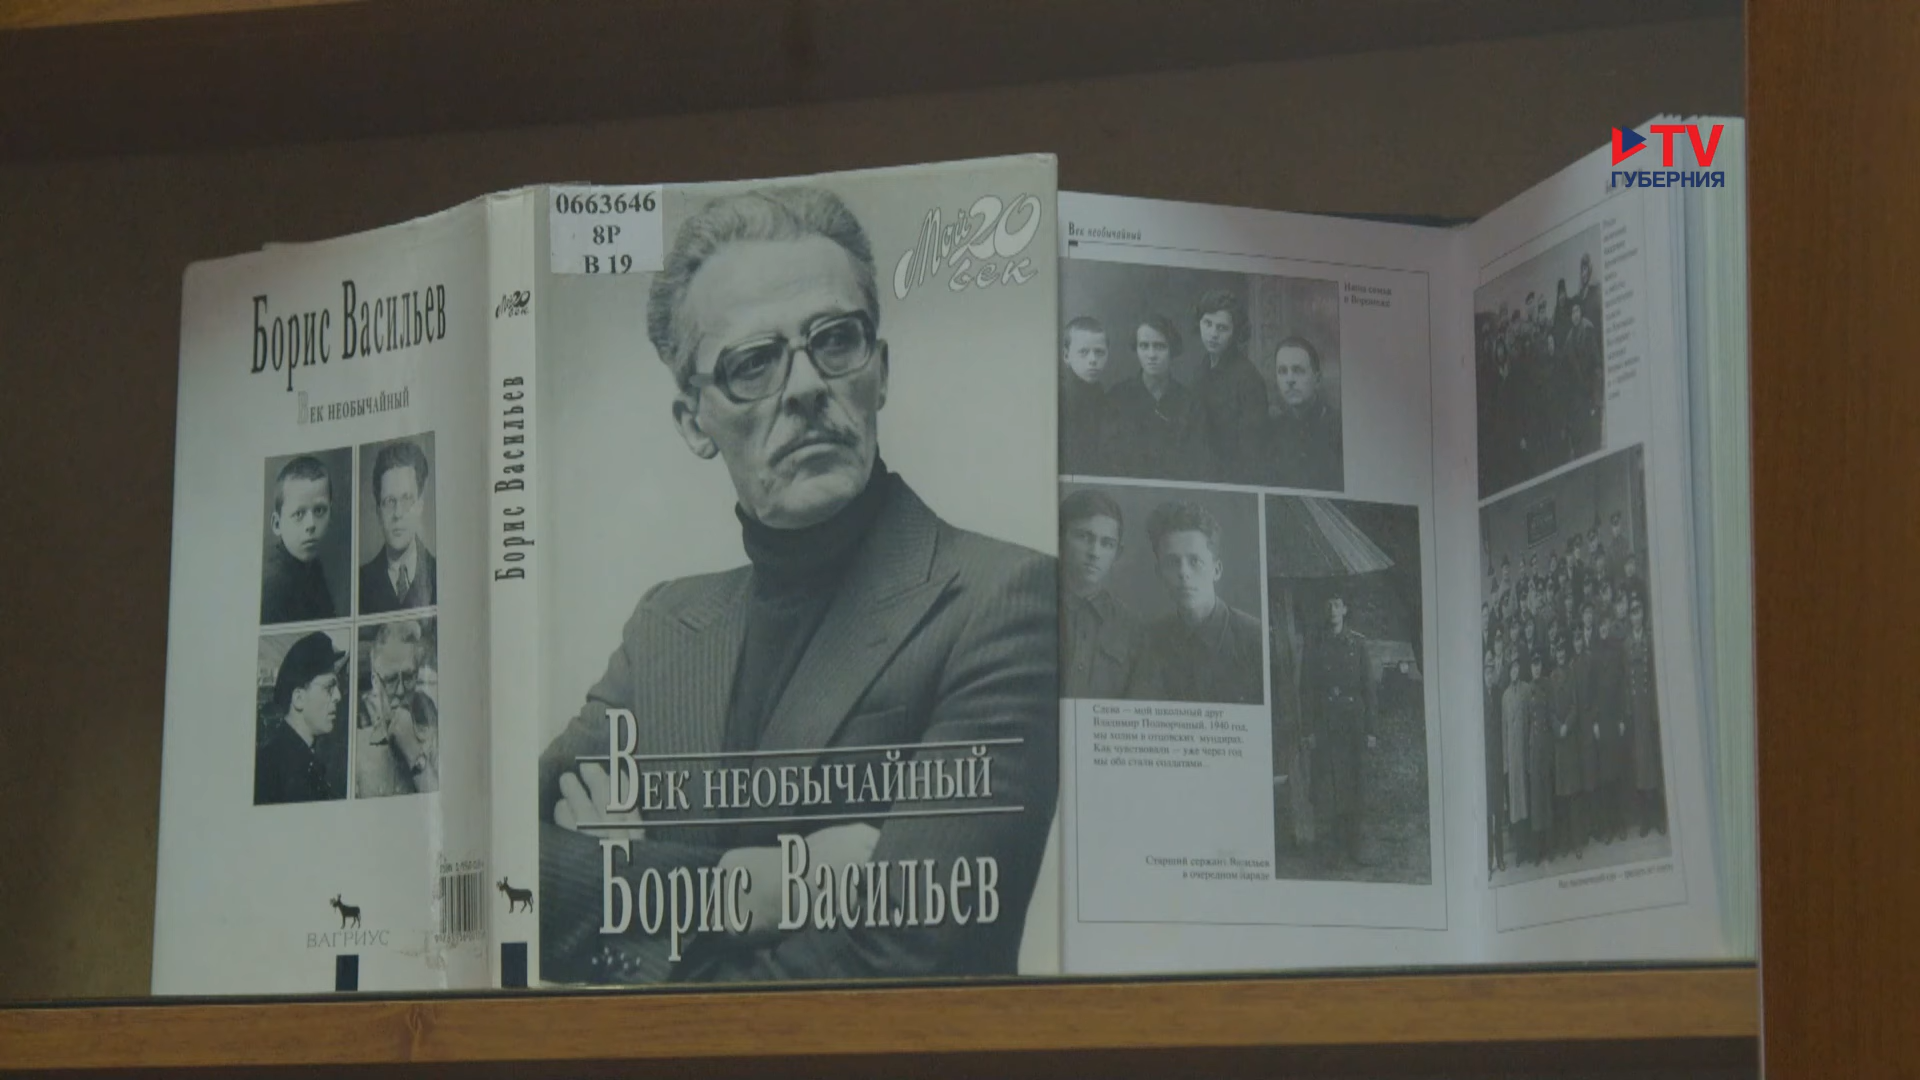 TV
ГУБЕРНИЯ
Борис Васильев
Век необычайный
ВАГРИУС
Мой 20 век
Борис Васильев
0663646
8Р
В 19
Мой 20 век
Век необычайный
Борис Васильев
Век необычайный
Наша семья
в Воронеже
Слева — мой школьный друг
Владимир
1940 год,
мы ходим в отцовских мундирах.
Как чувствовали — уже через год
мы оба стали солдатами...
Старший сержант Васильев
в очередном наряде